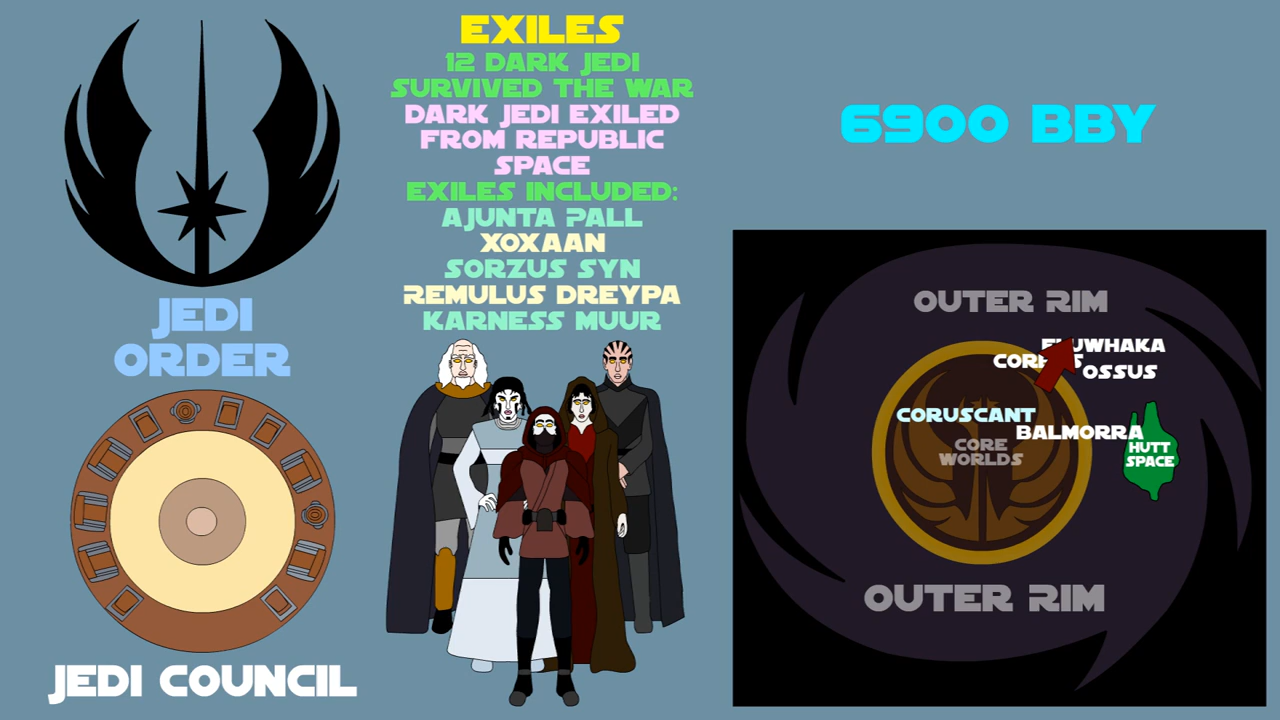 JEDI
ORDER
JEDI COUNCIL
EXILES
12 DARK JEDI
SURVIVED THE WAR
DARK JEDI EXILED
FROM REPUBLIC
SPACE
EXILES INCLUDED:
AJUNTA PALL
XOXAAN
SORZUS SYN
REMULUS DREYPA
KARNESS MUUR
6900 BBY
OUTER RIM
OSSUS
CORUSCANT
BALMORRA
CORE
WORLDS
HUTT
SPACE
OUTER RIM